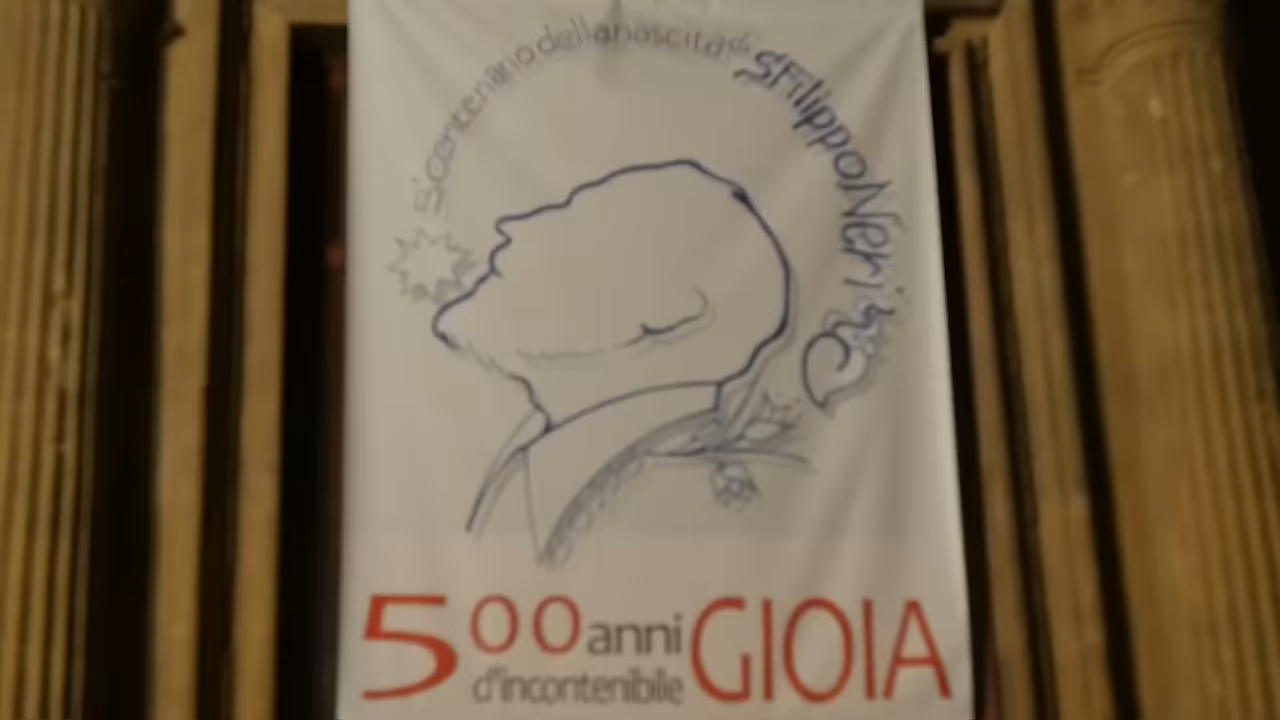 5° centenario della nascita di S Filippo Neri
500 anni
d'incontenibile GIOIA